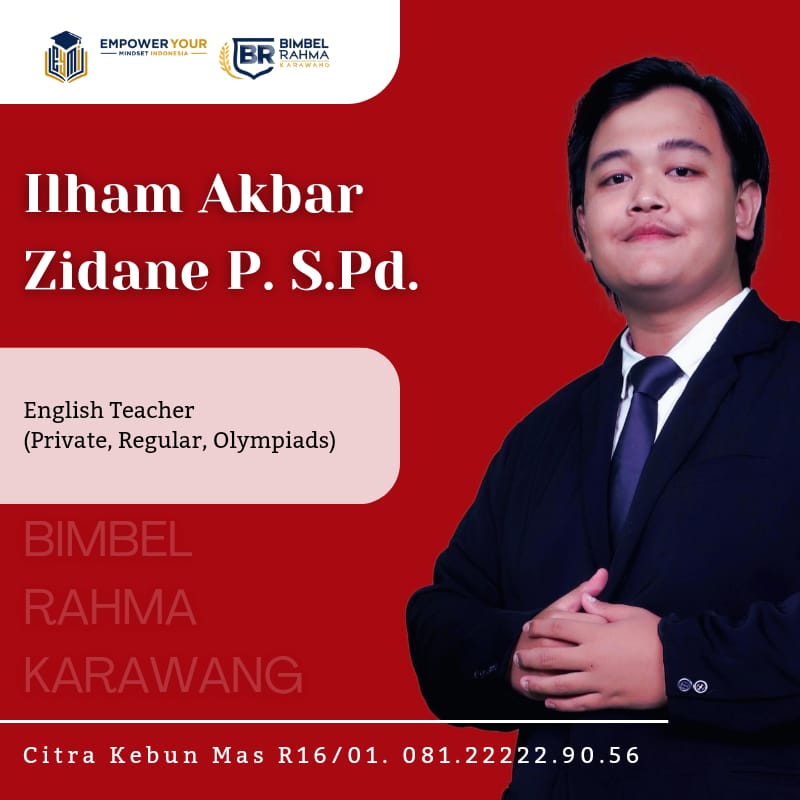 EMPOWER YOUR
MINDSET INDONESIA
BR
BIMBEL
RAHMA
KARAWANG
Ilham Akbar
Zidane P. S.Pd.
English Teacher
(Private, Regular, Olympiads)
BIMBEL
RAHMA
KARAWANG
Citra Kebun Mas R16/01. 081.22222.90.56